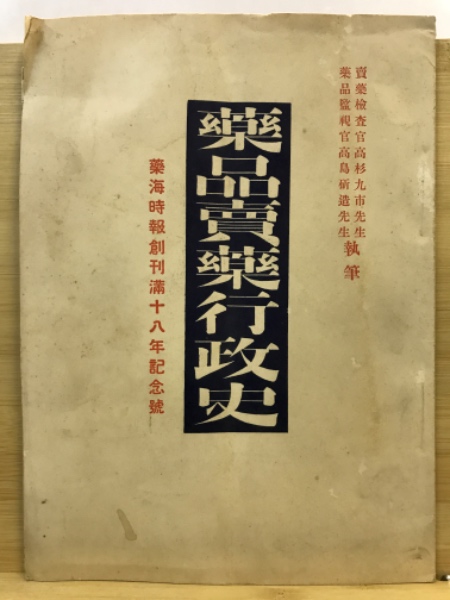 賣藥檢查官高杉九市先生
藥品監視官高島斫造先生
執筆
藥品賣藥行政史
藥海時報創刊滿十八年記念號